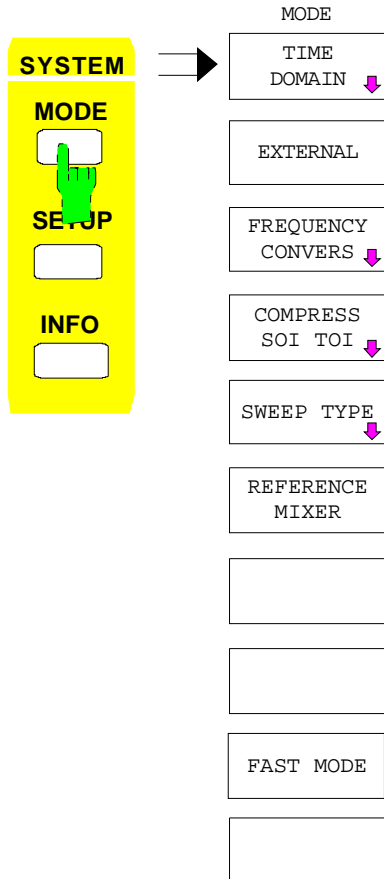 SYSTEM
MODE
SETUP
INFO
MODE
TIME
DOMAIN
EXTERNAL
FREQUENCY
CONVERS
COMPRESS
SOI TOI
SWEEP TYPE
REFERENCE
MIXER
FAST MODE